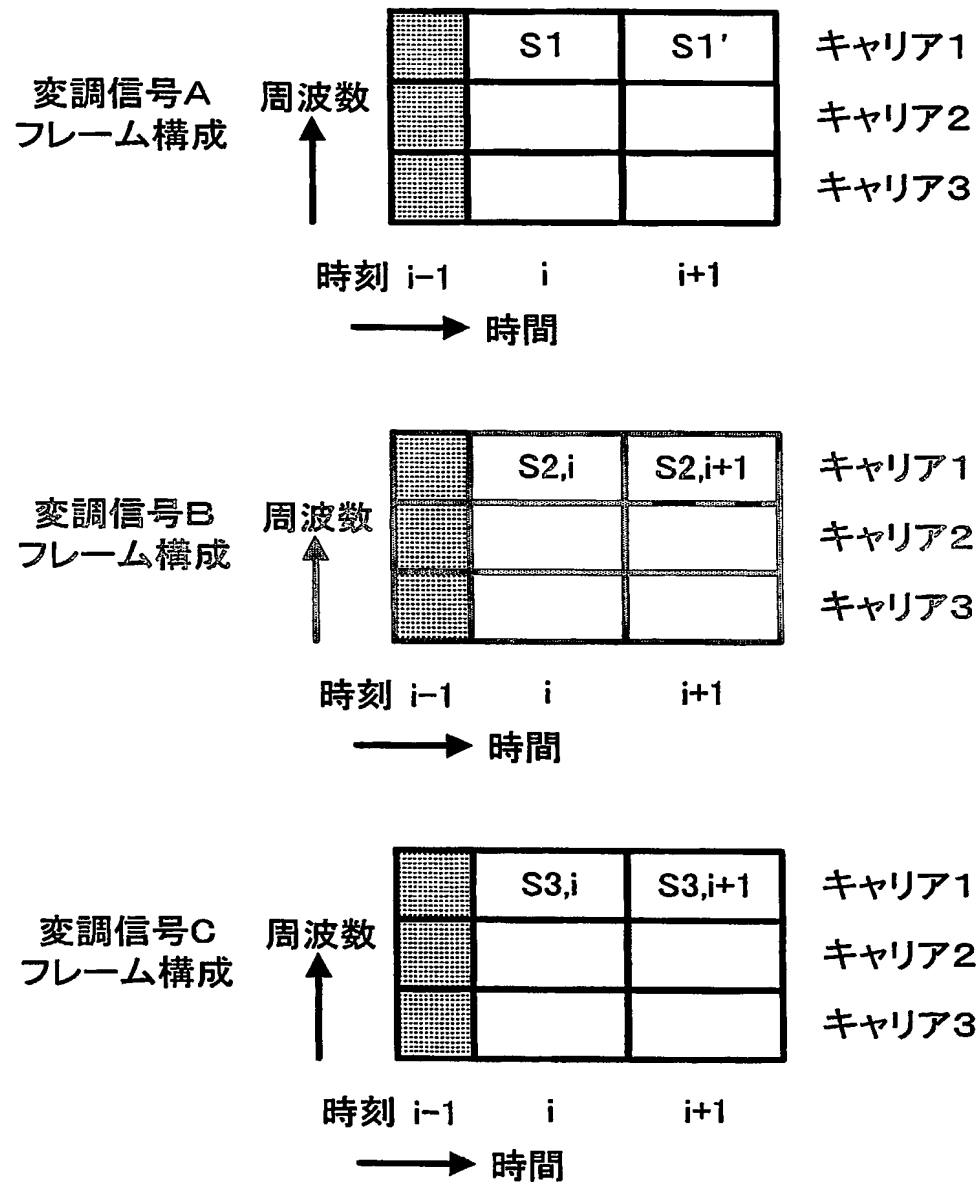 S1 S1′ キャリア1
変調信号A 周波数 キャリア2
フレーム構成
キャリア3
時刻 i-1 i i+1
時間
S2,i S2,i+1 キャリア1
変調信号B 周波数 キャリア2
フレーム構成
キャリア3
時刻 i-1 i i+1
時間
S3,i S3,i+1 キャリア1
変調信号C 周波数 キャリア2
フレーム構成
キャリア3
時刻 i-1 i i+1
時間